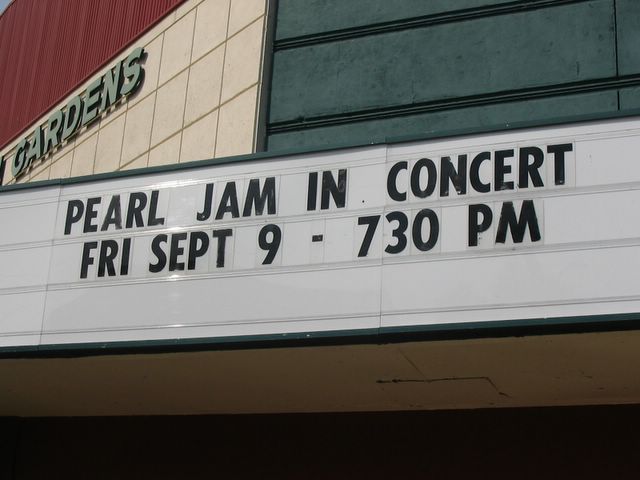 GARDENS
PEARL JAM IN CONCERT
FRI SEPT 9 - 730 PM